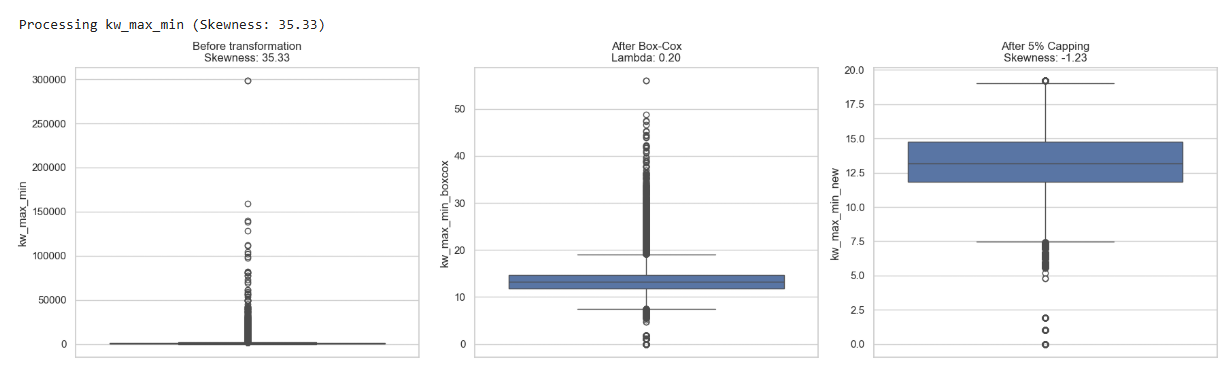 Processing kw_max_min (Skewness: 35.33)
Before transformation
Skewness: 35.33
300000
250000
200000
150000
100000
50000
0
kw_max_min
After Box-Cox
Lambda: 0.20
50
40
30
20
10
0
kw_max_min_boxcox
After 5% Capping
Skewness: -1.23
20.0
17.5
15.0
12.5
10.0
7.5
5.0
2.5
0.0
kw_max_min_new